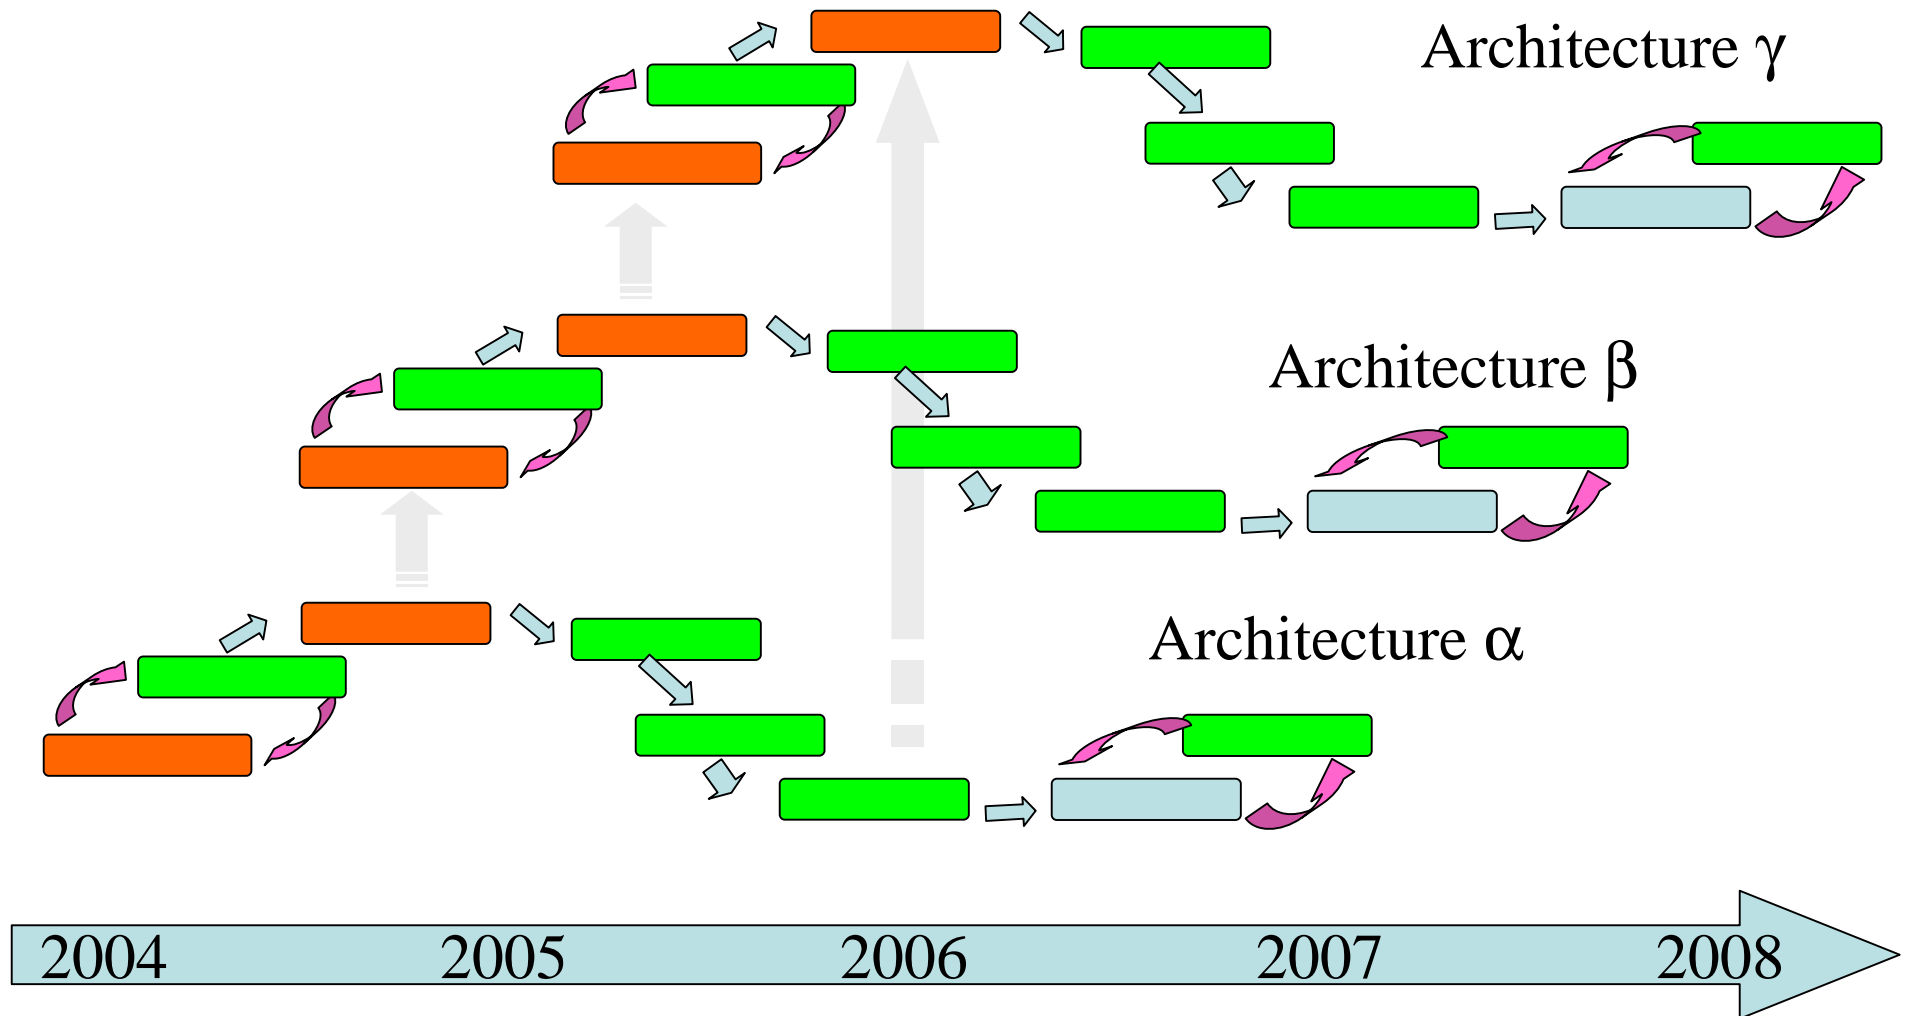 Architecture γ
Architecture β
Architecture α
2004 2005 2006 2007 2008